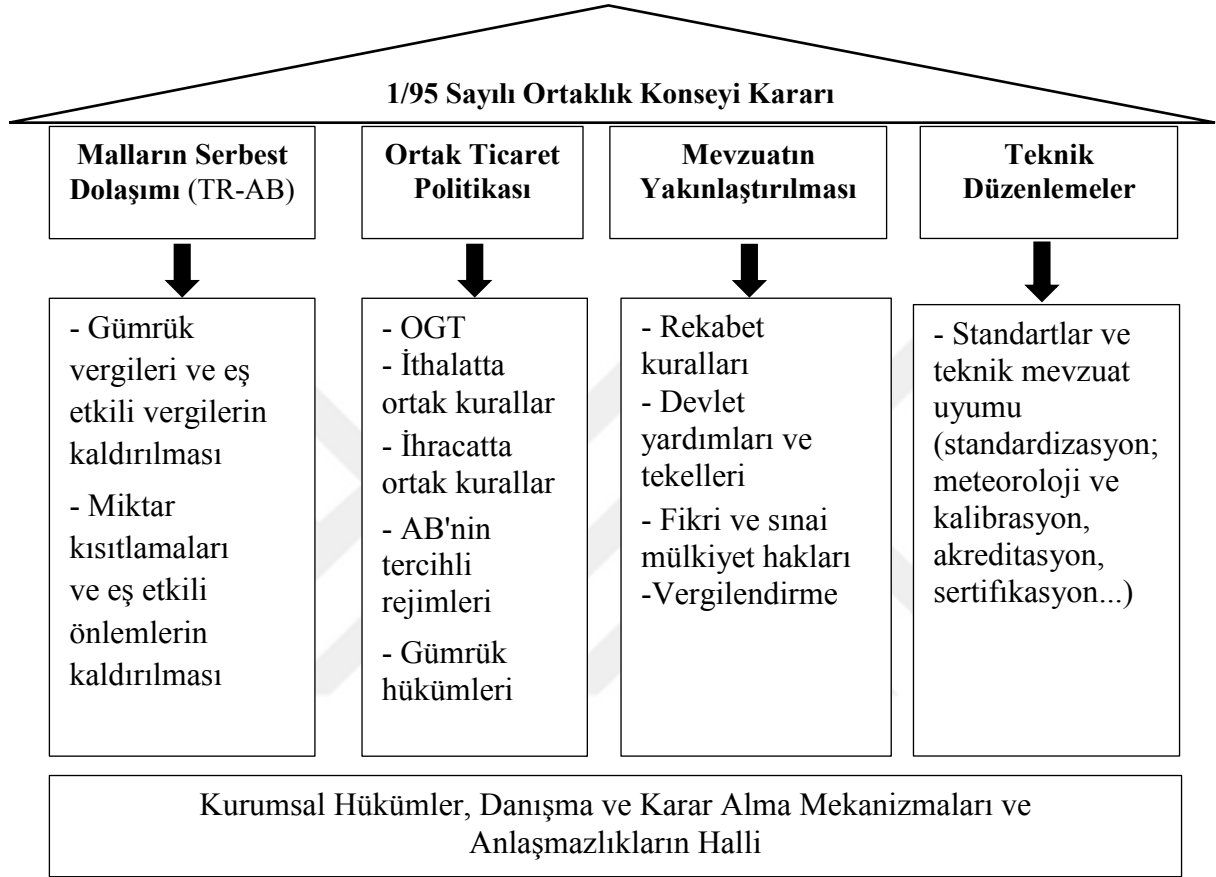 1/95 Sayılı Ortaklık Konseyi Kararı
Malların Serbest
Dolaşımı (TR-AB)
Ortak Ticaret
Politikası
Mevzuatın
Yakınlaştırılması
Teknik
Düzenlemeler
- Gümrük
vergileri ve eş
etkili vergilerin
kaldırılması
- Miktar
kısıtlamaları
ve eş etkili
önlemlerin
kaldırılması
- OGT
- İthalatta
ortak kurallar
- İhracatta
ortak kurallar
- AB'nin
tercihli
rejimleri
- Gümrük
hükümleri
- Rekabet
kuralları
- Devlet
yardımları ve
tekelleri
- Fikri ve sınai
mülkiyet hakları
-Vergilendirme
- Standartlar ve
teknik mevzuat
uyumu
(standardizasyon;
meteoroloji ve
kalibrasyon,
akreditasyon,
sertifikasyon...)
Kurumsal Hükümler, Danışma ve Karar Alma Mekanizmaları ve
Anlaşmazlıkların Halli